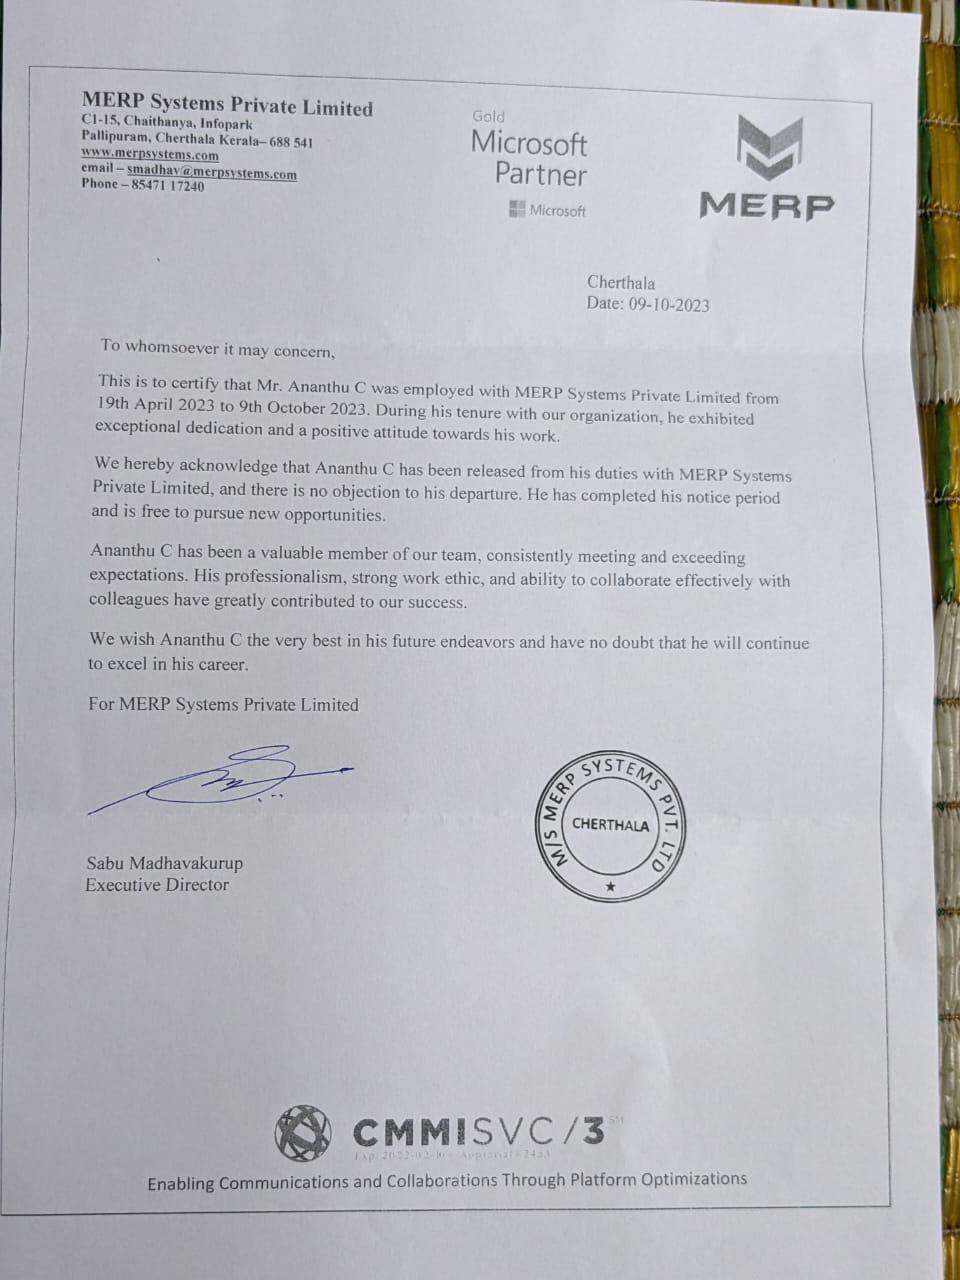 MERP Systems Private Limited
C1-15, Chaithanya, Infopark
Pallipuram, Cherthala Kerala– 688 541
www.merpsystems.com
email – smadhav@merpsystems.com
Phone – 85471 17240
Gold
Microsoft
Partner
Microsoft
MERP
Cherthala
Date: 09-10-2023
To whomsoever it may concern,
This is to certify that Mr. Ananthu C was employed with MERP Systems Private Limited from
19th April 2023 to 9th October 2023. During his tenure with our organization, he exhibited
exceptional dedication and a positive attitude towards his work.
We hereby acknowledge that Ananthu C has been released from his duties with MERP Systems
Private Limited, and there is no objection to his departure. He has completed his notice period
and is free to pursue new opportunities.
Ananthu C has been a valuable member of our team, consistently meeting and exceeding
expectations. His professionalism, strong work ethic, and ability to collaborate effectively with
colleagues have greatly contributed to our success.
We wish Ananthu C the very best in his future endeavors and have no doubt that he will continue
to excel in his career.
For MERP Systems Private Limited
M/S MERP SYSTEMS PVT. LTD
CHERTHALA
Sabu Madhavakurup
Executive Director
CMMISVC/3 SM
Exp. 2022-02-
Enabling Communications and Collaborations Through Platform Optimizations